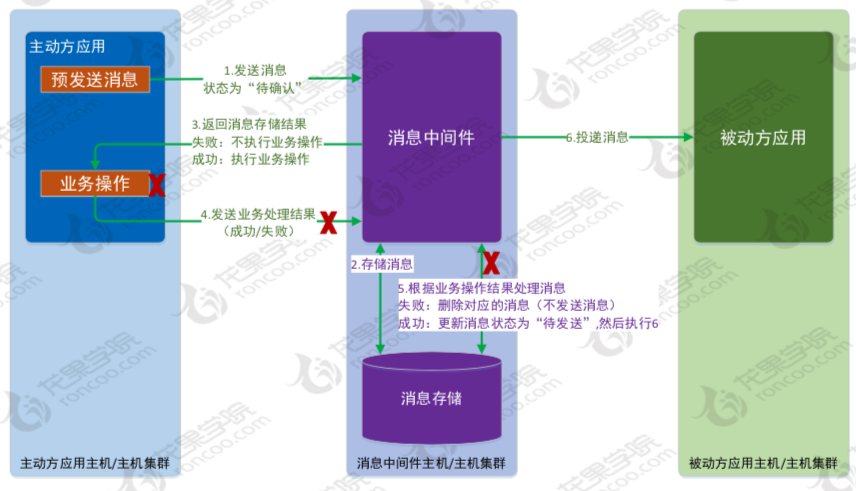 主动方应用
预发送消息
1.发送消息
状态为“待确认”
3.返回消息存储结果
失败：不执行业务操作
成功：执行业务操作
业务操作
4.发送业务处理结果
（成功/失败）
消息中间件
6.投递消息
被动方应用
2.存储消息
5.根据业务操作结果处理消息
失败：删除对应的消息（不发送消息）
成功：更新消息状态为“待发送”,然后执行6
消息存储
主动方应用主机/主机集群
消息中间件主机/主机集群
被动方应用主机/主机集群
龙果学院
roncoo.com